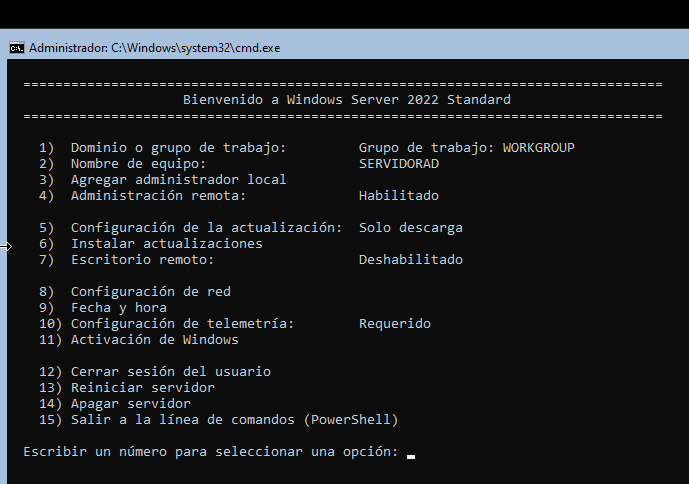 Administrador: C:\Windows\system32\cmd.exe
================================================================================
Bienvenido a Windows Server 2022 Standard
================================================================================
1) Dominio o grupo de trabajo: Grupo de trabajo: WORKGROUP
2) Nombre de equipo: SERVIDORAD
3) Agregar administrador local
4) Administración remota: Habilitado
5) Configuración de la actualización: Solo descarga
6) Instalar actualizaciones
7) Escritorio remoto: Deshabilitado
8) Configuración de red
9) Fecha y hora
10) Configuración de telemetría: Requerido
11) Activación de Windows
12) Cerrar sesión del usuario
13) Reiniciar servidor
14) Apagar servidor
15) Salir a la línea de comandos (PowerShell)
Escribir un número para seleccionar una opción: